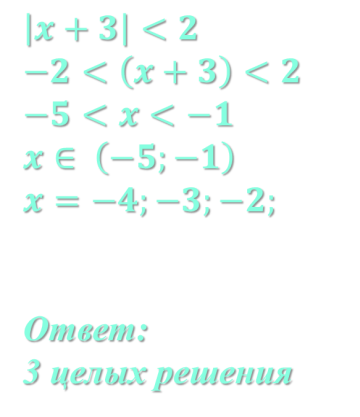 |x + 3| < 2
−2 < (x + 3) < 2
−5 < x < −1
x ∈ (−5; −1)
x = −4; −3; −2;
Ответ:
3 целых решения